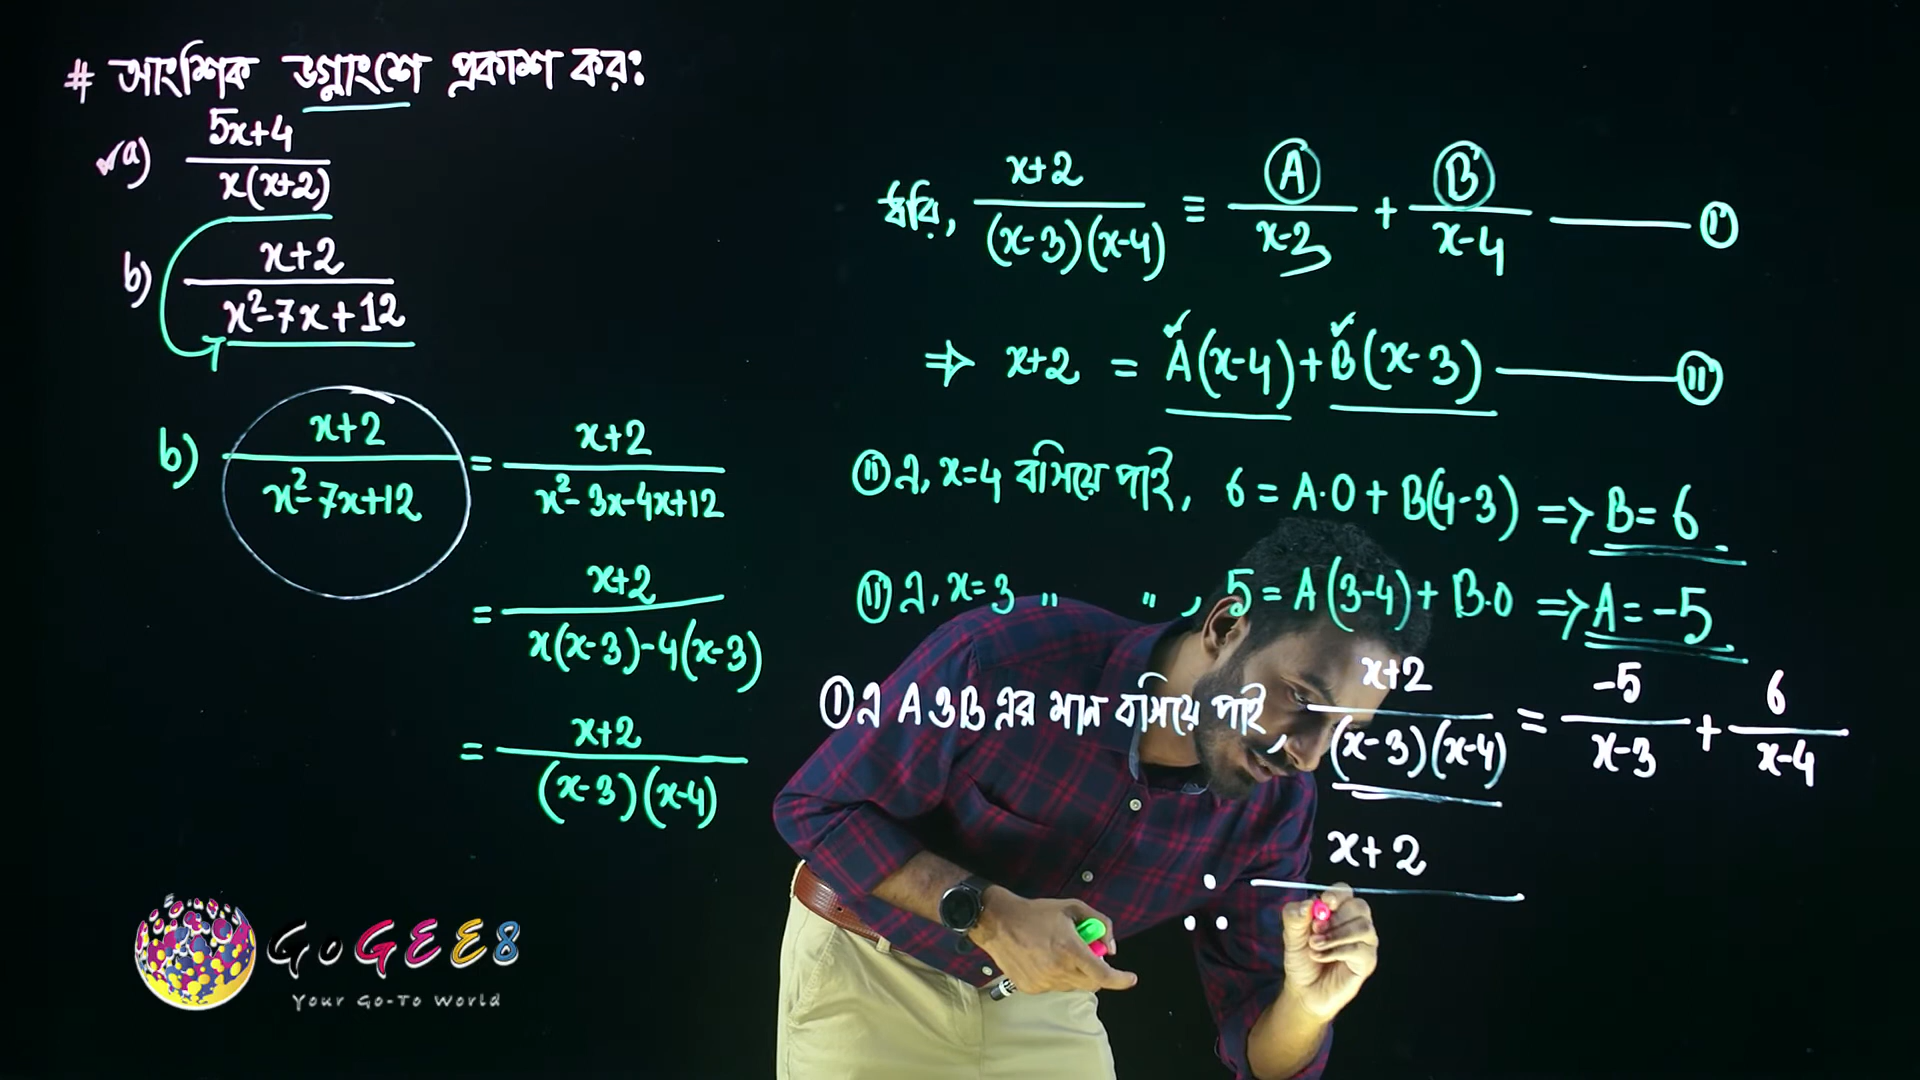 # আংশিক ভগ্নাংশে প্রকাশ কর:
a) (5x+4)/(x(x+2))
b) (x+2)/(x²-7x+12)
b) (x+2)/(x²-7x+12) = (x+2)/(x²-3x-4x+12)
= (x+2)/(x(x-3)-4(x-3))
= (x+2)/((x-3)(x-4))
ধরি, (x+2)/((x-3)(x-4)) ≡ A/(x-3) + B/(x-4) —— (i)
⇒ x+2 = A(x-4)+B(x-3) —— (ii)
(ii) এ, x=4 বসিয়ে পাই, 6 = A·0 + B(4-3) ⇒ B = 6
(ii) এ, x=3 " " , 5 = A(3-4) + B·0 ⇒ A = -5
(i) এ A ও B এর মান বসিয়ে পাই, (x+2)/((x-3)(x-4)) = -5/(x-3) + 6/(x-4)
∴ x+2
GoGEE8
Your Go-To World